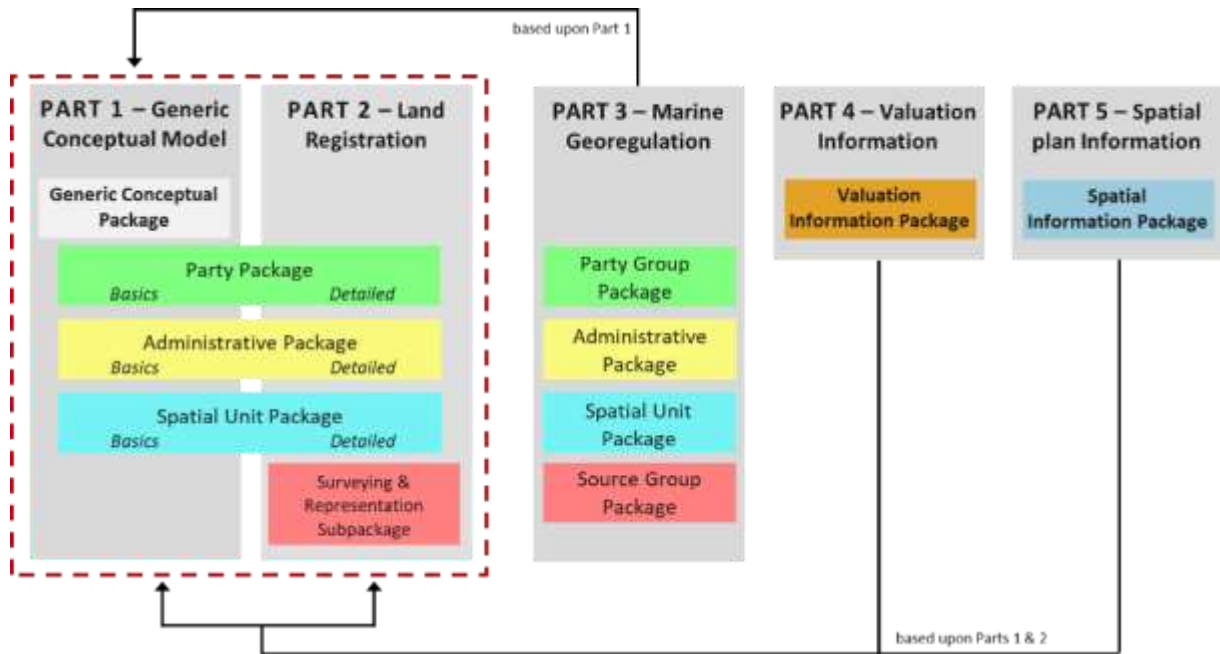 based upon Part 1
PART 1 – Generic
Conceptual Model
Generic Conceptual
Package
PART 2 – Land
Registration
Party Package
Basics Detailed
Administrative Package
Basics Detailed
Spatial Unit Package
Basics Detailed
Surveying &
Representation
Subpackage
PART 3 – Marine
Georegulation
Party Group
Package
Administrative
Package
Spatial Unit
Package
Source Group
Package
PART 4 – Valuation
Information
Valuation
Information Package
PART 5 – Spatial
plan Information
Spatial
Information Package
based upon Parts 1 & 2